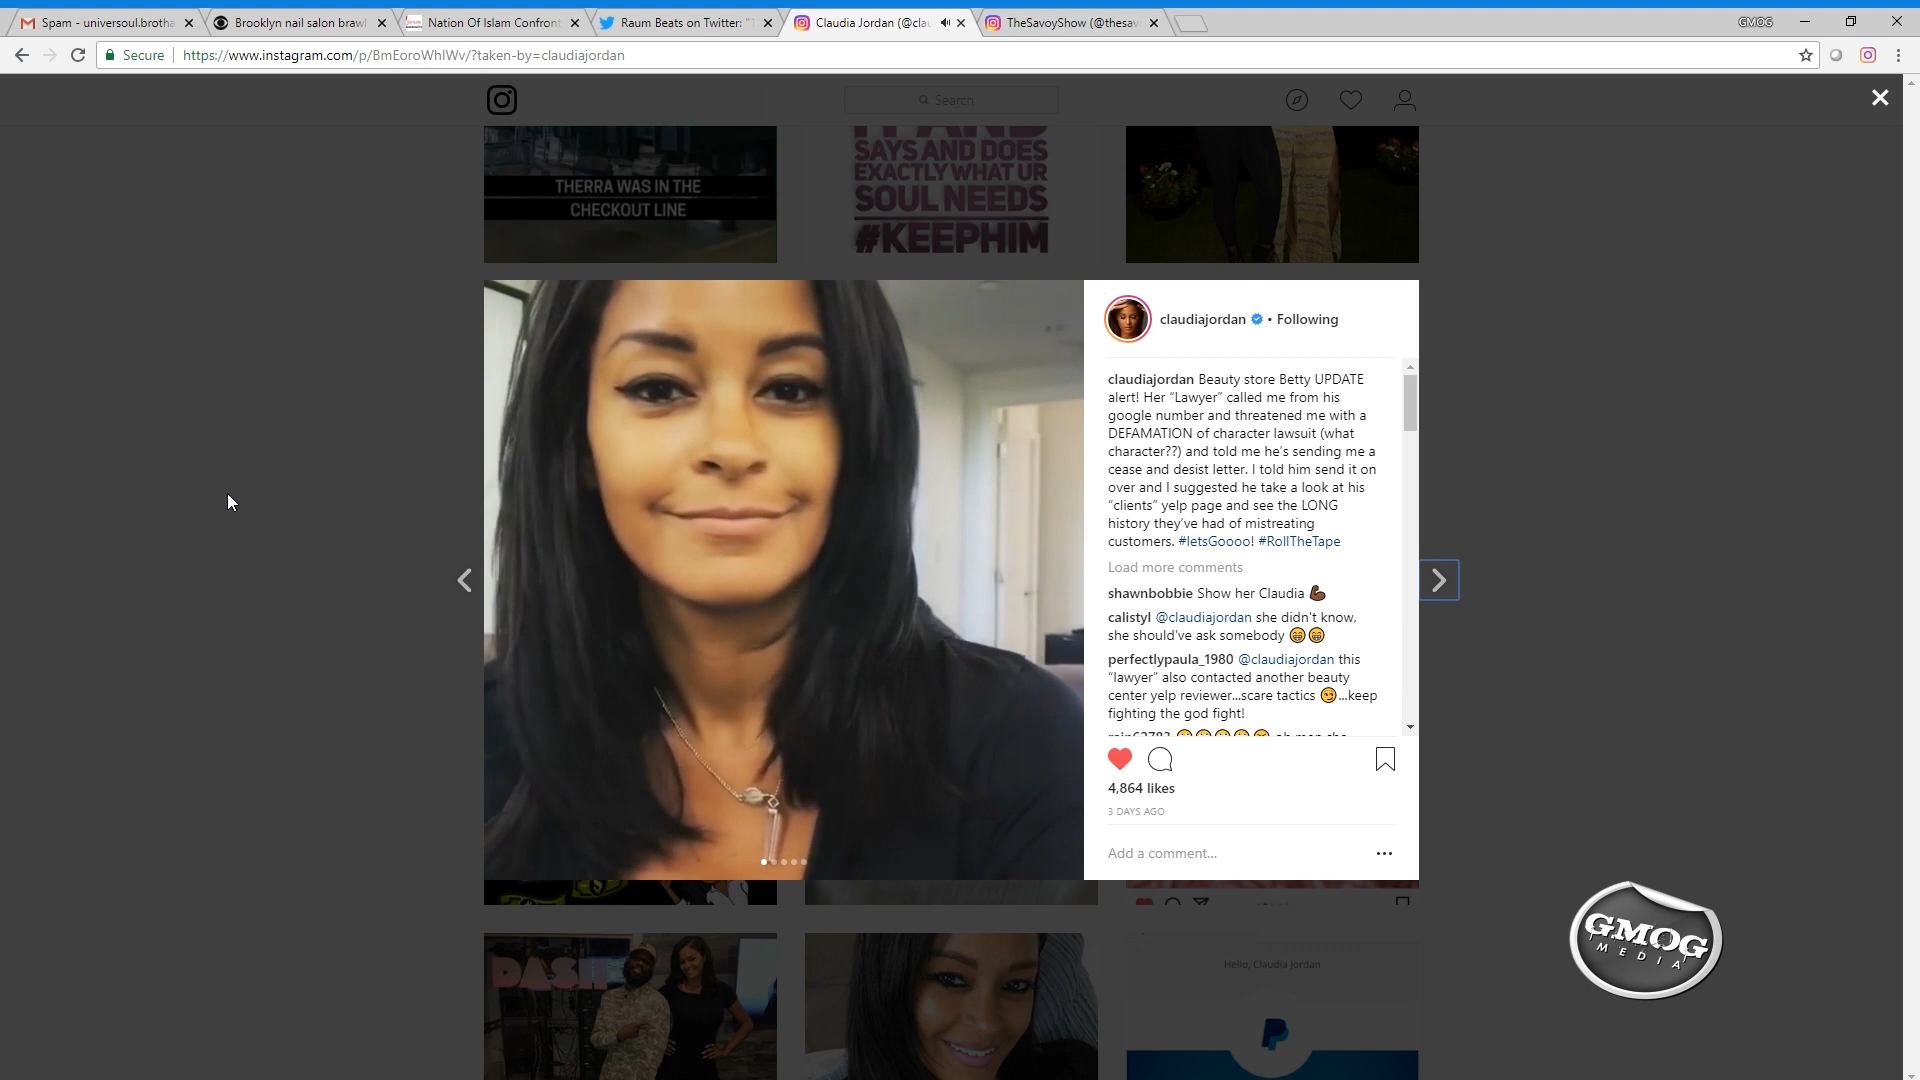 Spam - universoul.brotha
Brooklyn nail salon brawl
Nation Of Islam Confront
Raum Beats on Twitter: "
Claudia Jordan (@clau
TheSavoyShow (@thesav
GMOG
Secure
https://www.instagram.com/p/BmEoroWhIWv/?taken-by=claudiajordan
Search
THERRA WAS IN THE
CHECKOUT LINE
SAYS AND DOES
EXACTLY WHAT UR
SOUL NEEDS
#KEEPHIM
claudiajordan • Following
claudiajordan Beauty store Betty UPDATE
alert! Her “Lawyer” called me from his
google number and threatened me with a
DEFAMATION of character lawsuit (what
character??) and told me he’s sending me a
cease and desist letter. I told him send it on
over and I suggested he take a look at his
“clients” yelp page and see the LONG
history they’ve had of mistreating
customers. #letsGoooo! #RollTheTape
Load more comments
shawnbobbie Show her Claudia 💪🏿
calistyl @claudiajordan she didn't know,
she should've ask somebody 😁😁
perfectlypaula_1980 @claudiajordan this
“lawyer” also contacted another beauty
center yelp reviewer...scare tactics 😏...keep
fighting the god fight!
4,864 likes
3 DAYS AGO
Add a comment...
DASH
Hello, Claudia Jordan
GMOG
MEDIA